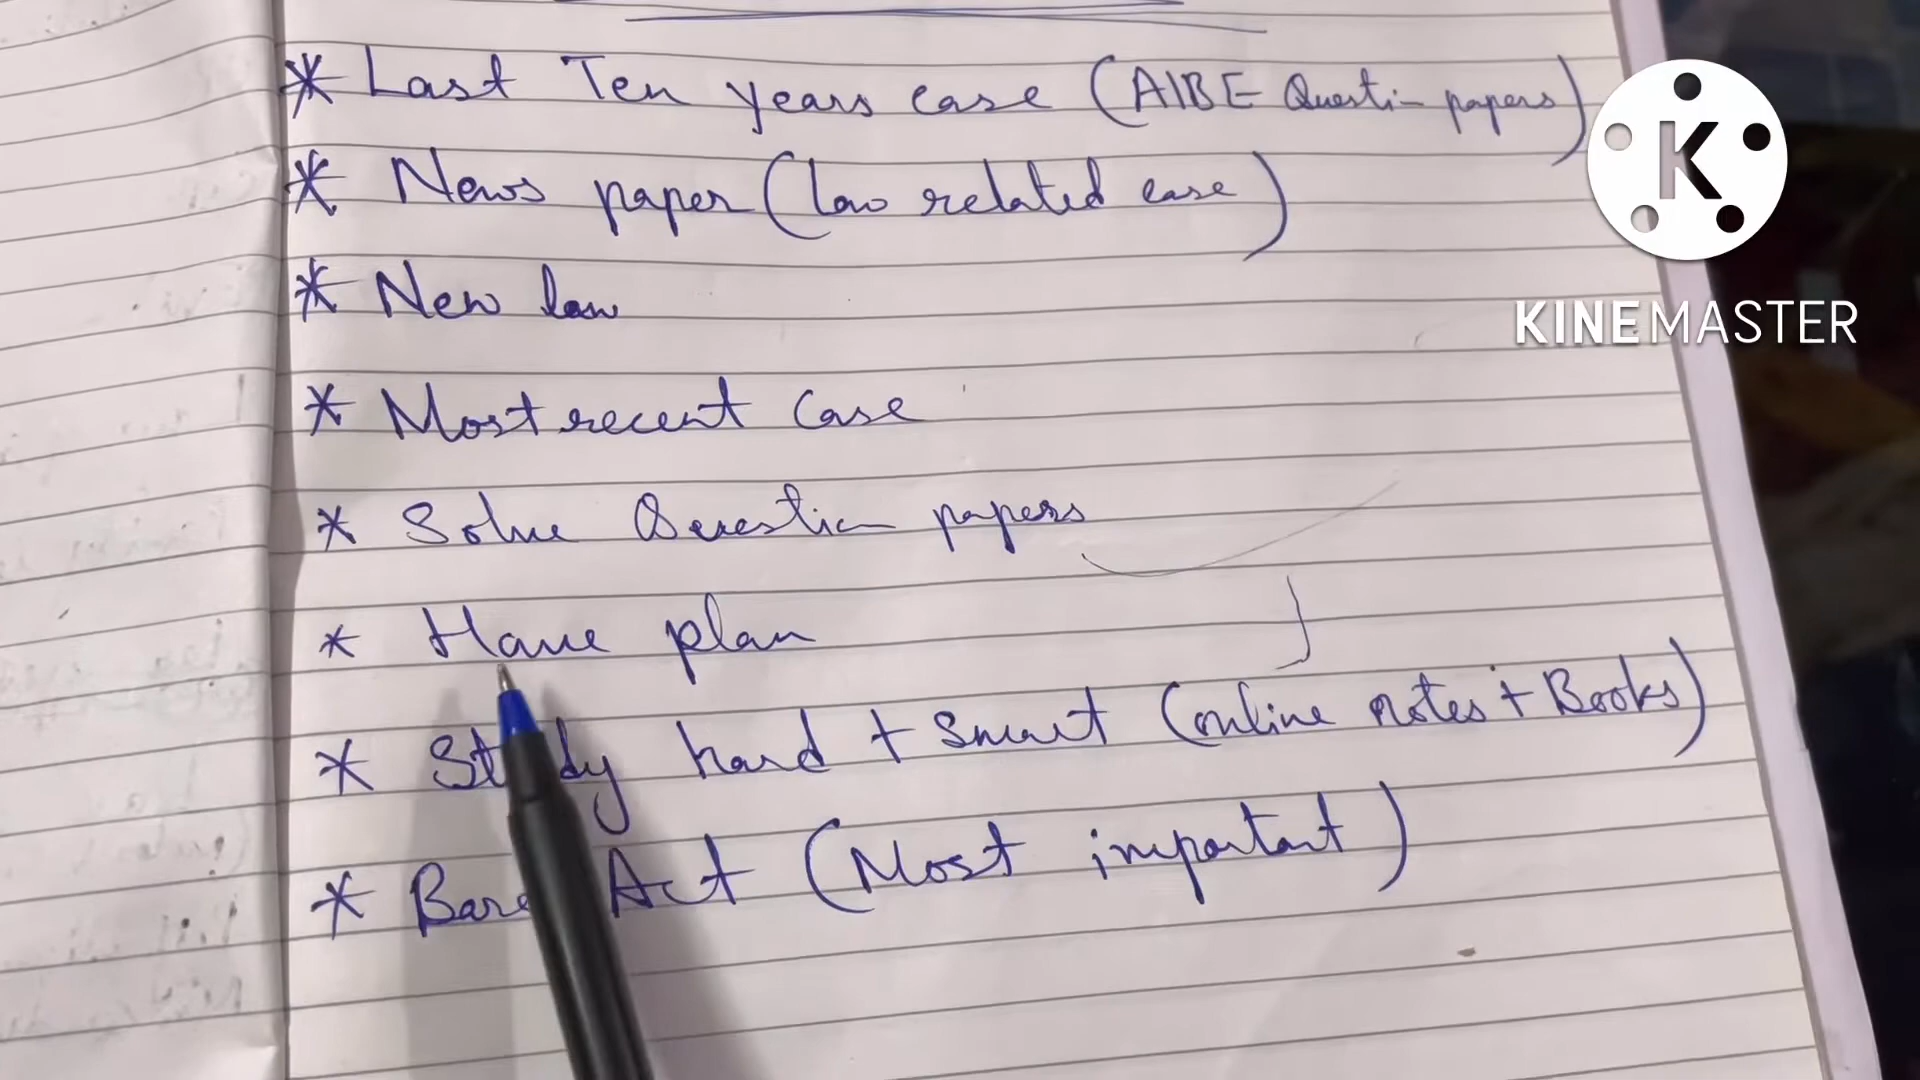 * Last Ten years case (AIBE Questin papers)
* News paper (law related case)
* New law
* Most recent case
* Solve Question papers
* Have plan
* Study hard + Smart (online notes + Books)
* Bare Act (Most important)
K
KINEMASTER